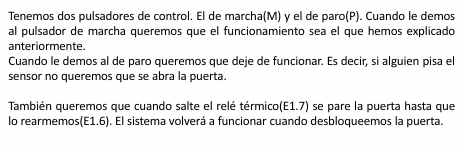 Tenemos dos pulsadores de control. El de marcha(M) y el de paro(P). Cuando le demos
al pulsador de marcha queremos que el funcionamiento sea el que hemos explicado
anteriormente.
Cuando le demos al de paro queremos que deje de funcionar. Es decir, si alguien pisa el
sensor no queremos que se abra la puerta.
También queremos que cuando salte el relé térmico(E1.7) se pare la puerta hasta que
lo rearmemos(E1.6). El sistema volverá a funcionar cuando desbloqueemos la puerta.